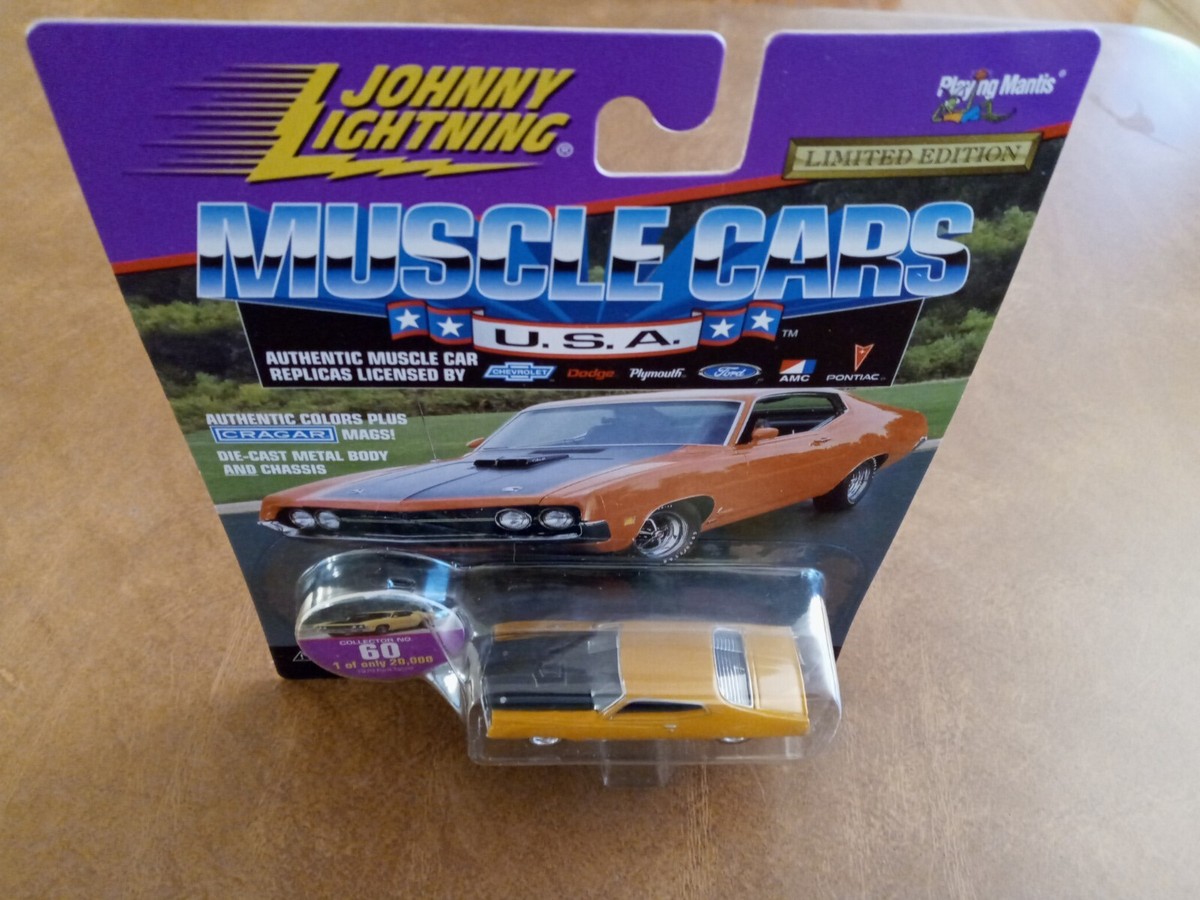 JOHNNY LIGHTNING®
Playing Mantis®
LIMITED EDITION
MUSCLE CARS
U.S.A.™
AUTHENTIC MUSCLE CAR
REPLICAS LICENSED BY
CHEVROLET
Dodge
Plymouth
Ford
AMC
PONTIAC
AUTHENTIC COLORS PLUS
CRAGAR MAGS!
DIE-CAST METAL BODY
AND CHASSIS
COLLECTOR NO.
60
1 of only 20,000